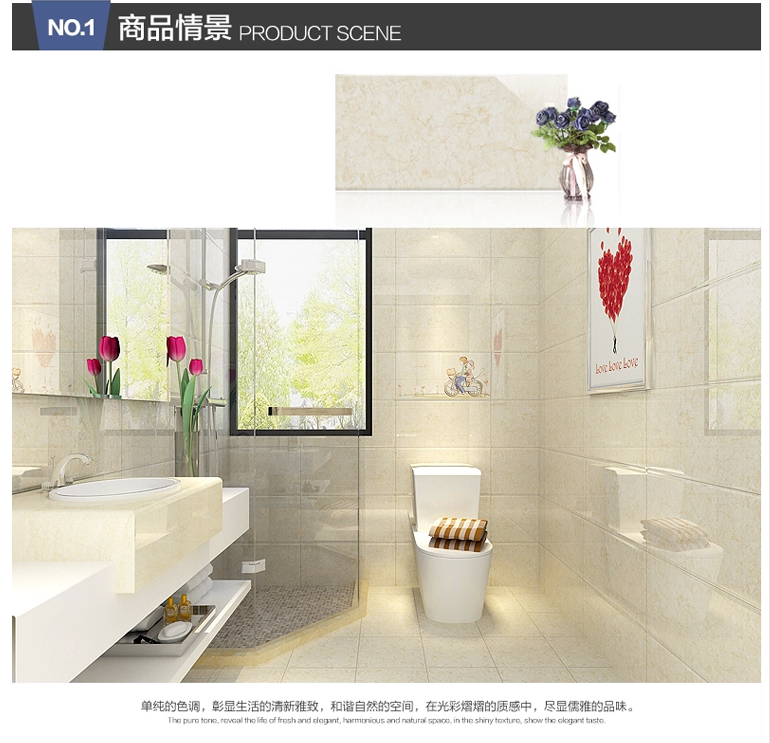 NO.1 商品情景 PRODUCT SCENE
Love Love Love
单纯的色调，彰显生活的清新雅致，和谐自然的空间，在光彩熠熠的质感中，尽显儒雅的品味。
The pure tone, reveal the life of fresh and elegant, harmonious and natural space, in the shiny texture, show the elegant taste.